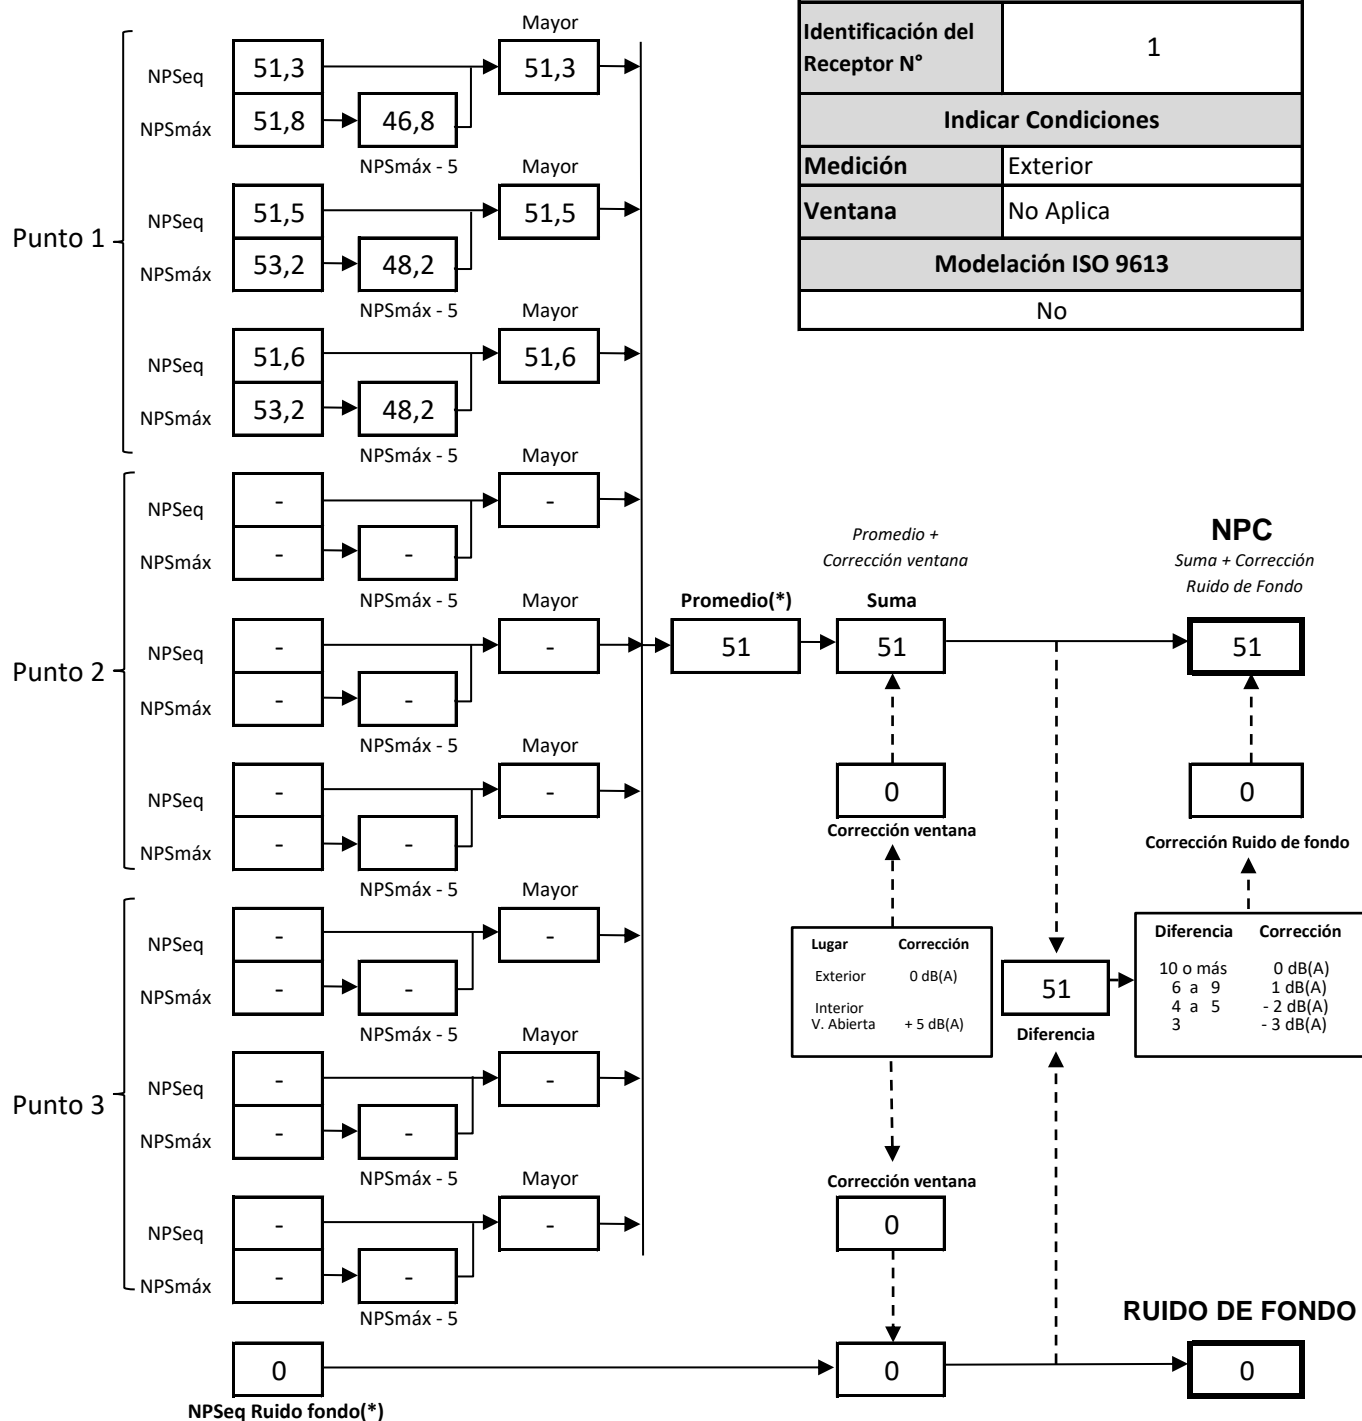 Identificación del
Receptor N°
1
Indicar Condiciones
Medición
Exterior
Ventana
No Aplica
Modelación ISO 9613
No
Punto 1
Mayor
NPSeq
51,3
51,3
NPSmáx
51,8
46,8
NPSmáx - 5
Mayor
NPSeq
51,5
51,5
NPSmáx
53,2
48,2
NPSmáx - 5
Mayor
NPSeq
51,6
51,6
NPSmáx
53,2
48,2
NPSmáx - 5
Punto 2
Mayor
NPSeq
-
-
NPSmáx
-
-
NPSmáx - 5
Mayor
NPSeq
-
-
NPSmáx
-
-
NPSmáx - 5
Mayor
NPSeq
-
-
NPSmáx
-
-
NPSmáx - 5
Punto 3
Mayor
NPSeq
-
-
NPSmáx
-
-
NPSmáx - 5
Mayor
NPSeq
-
-
NPSmáx
-
-
NPSmáx - 5
Mayor
NPSeq
-
-
NPSmáx
-
-
NPSmáx - 5
Promedio(*)
51
Promedio +
Corrección ventana
Suma
51
NPC
Suma + Corrección
Ruido de Fondo
51
0
Corrección ventana
0
Corrección Ruido de fondo
Lugar Corrección
Exterior 0 dB(A)
Interior
V. Abierta + 5 dB(A)
51
Diferencia
Diferencia Corrección
10 o más 0 dB(A)
6 a 9 1 dB(A)
4 a 5 - 2 dB(A)
3 - 3 dB(A)
Corrección ventana
0
RUIDO DE FONDO
0
0
0
NPSeq Ruido fondo(*)